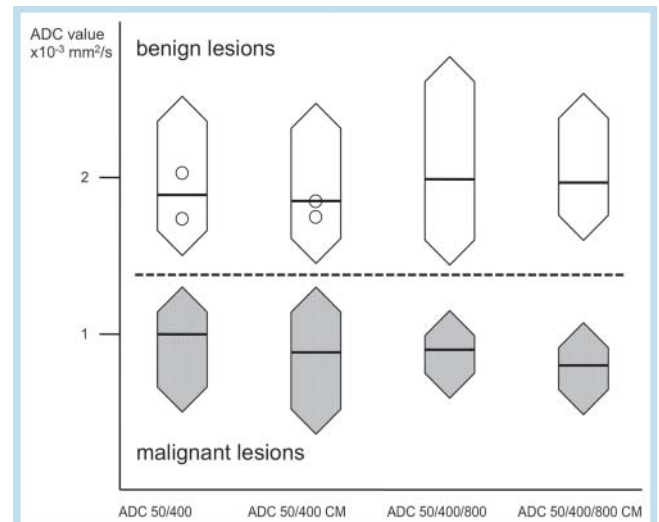 ADC value
x10⁻³ mm²/s
benign lesions
2
1
malignant lesions
ADC 50/400
ADC 50/400 CM
ADC 50/400/800
ADC 50/400/800 CM